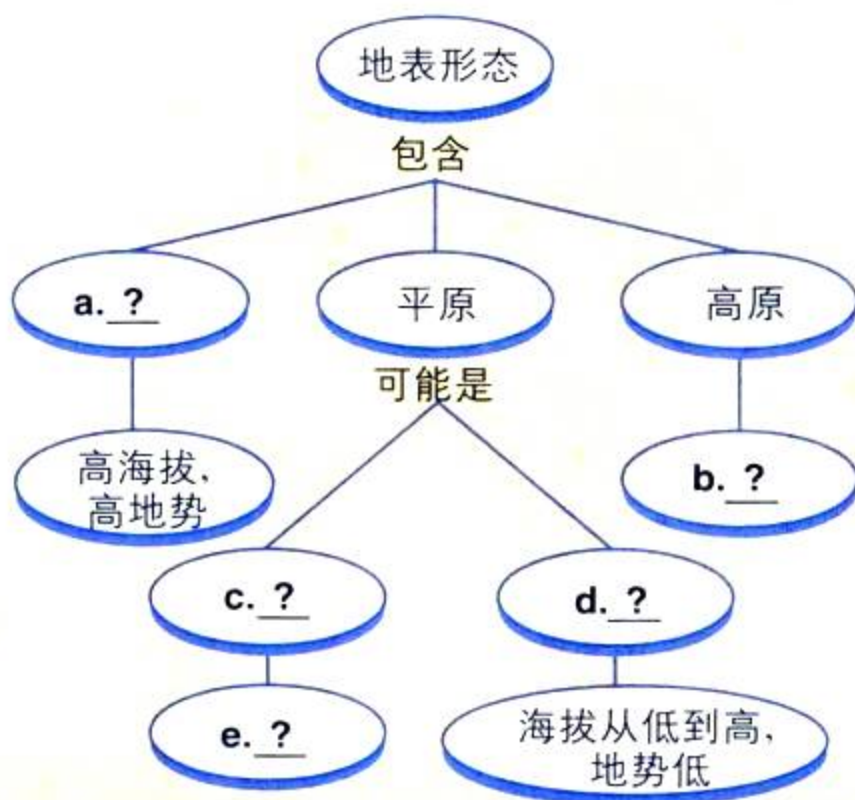 地表形态
包含
a. ?
平原
高原
可能是
高海拔,
高地势
b. ?
c. ?
d. ?
e. ?
海拔从低到高,
地势低